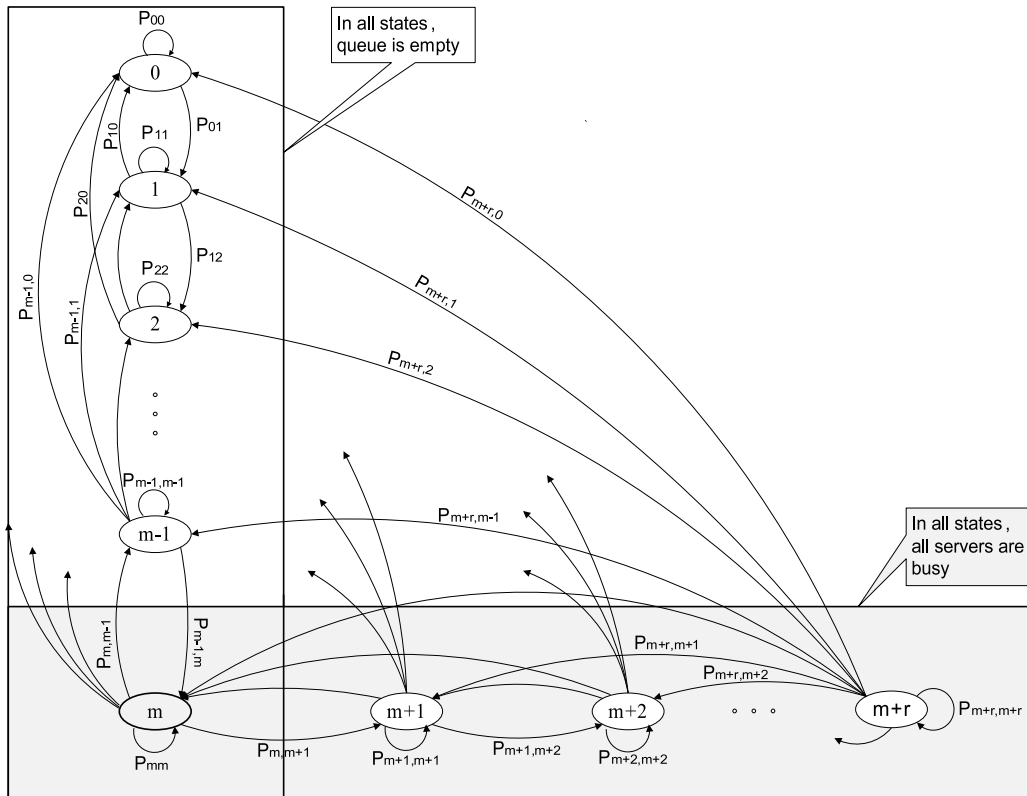 P00
In all states,
queue is empty
0
P10
P11
P01
P20
1
Pm+r,0
P12
P22
Pm-1,0
Pm-1,1
Pm+r,1
2
Pm+r,2
Pm-1,m-1
Pm+r,m-1
In all states,
all servers are
busy
m-1
Pm,m-1
Pm-1,m
Pm+r,m+1
Pm+r,m+2
m
m+1
m+2
m+r
Pm+r,m+r
Pmm
Pm,m+1
Pm+1,m+1
Pm+1,m+2
Pm+2,m+2